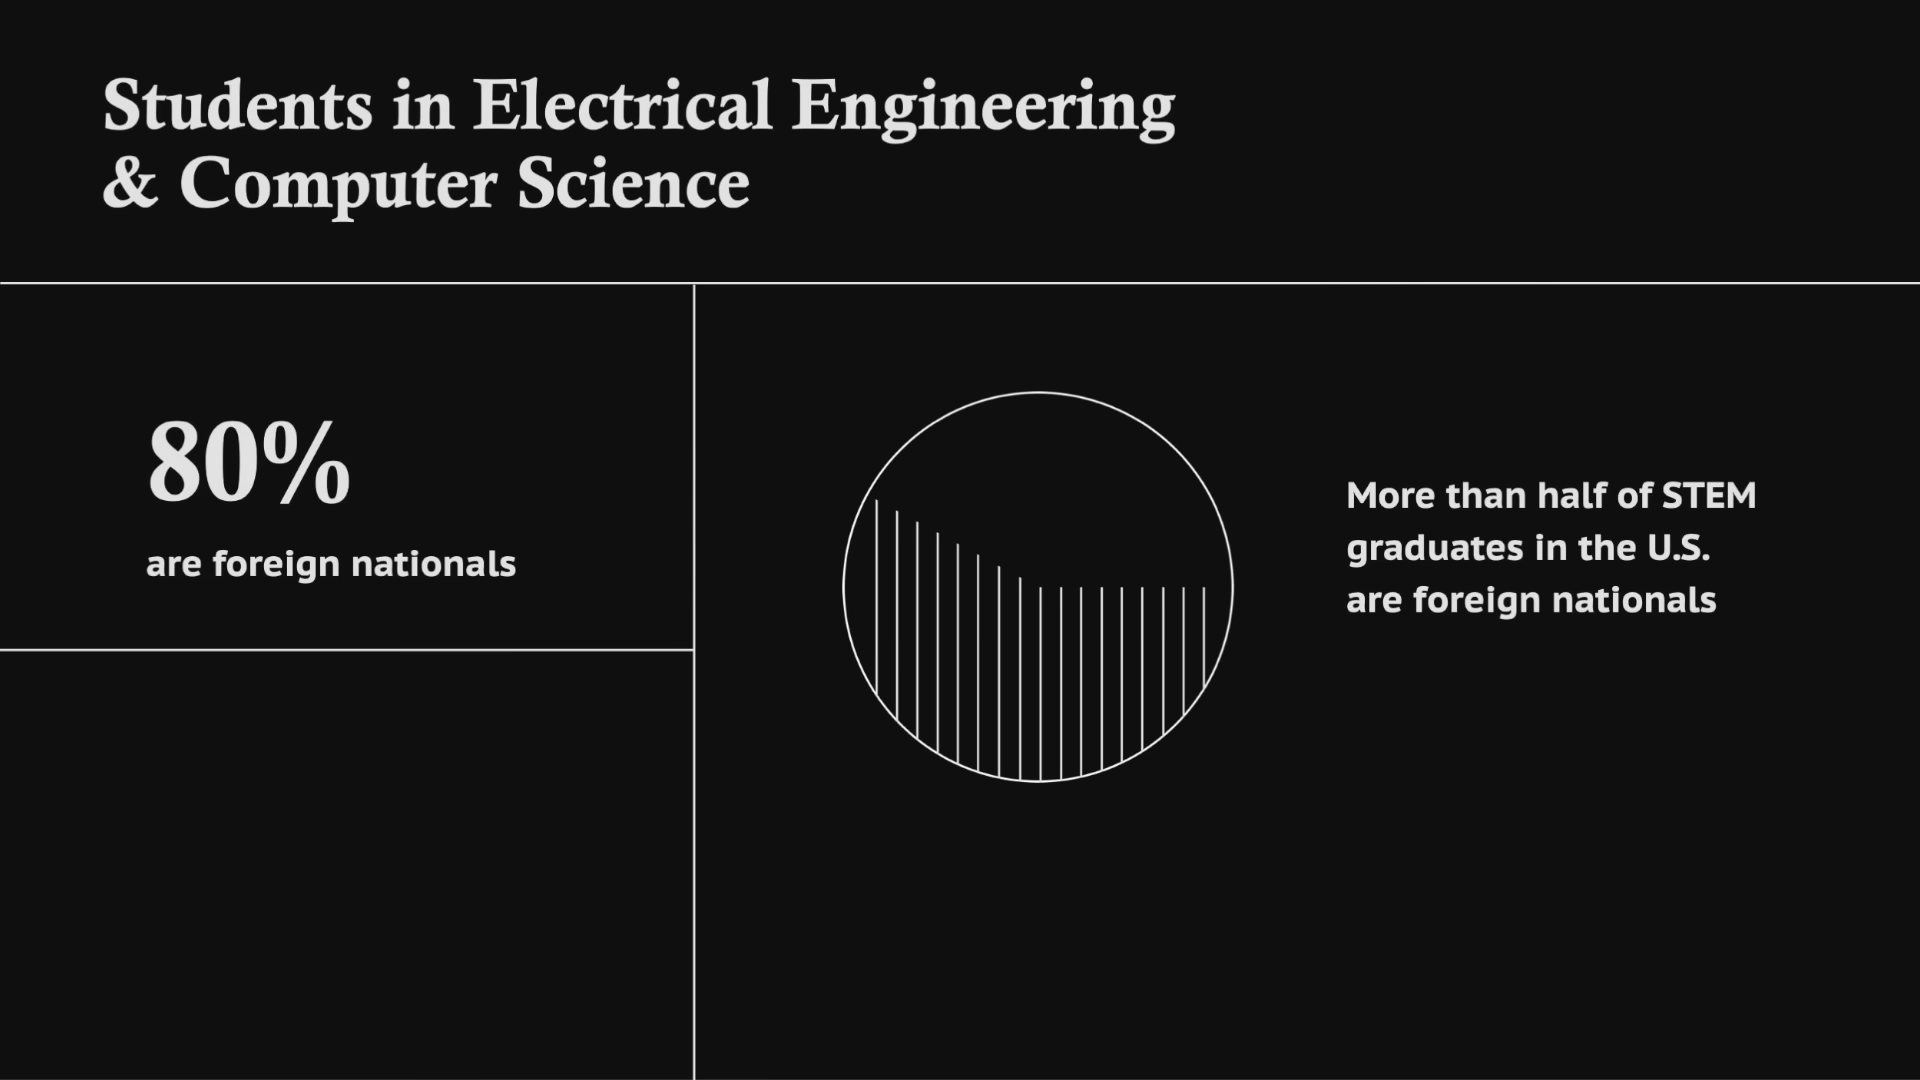 Students in Electrical Engineering
& Computer Science
80%
are foreign nationals
More than half of STEM
graduates in the U.S.
are foreign nationals